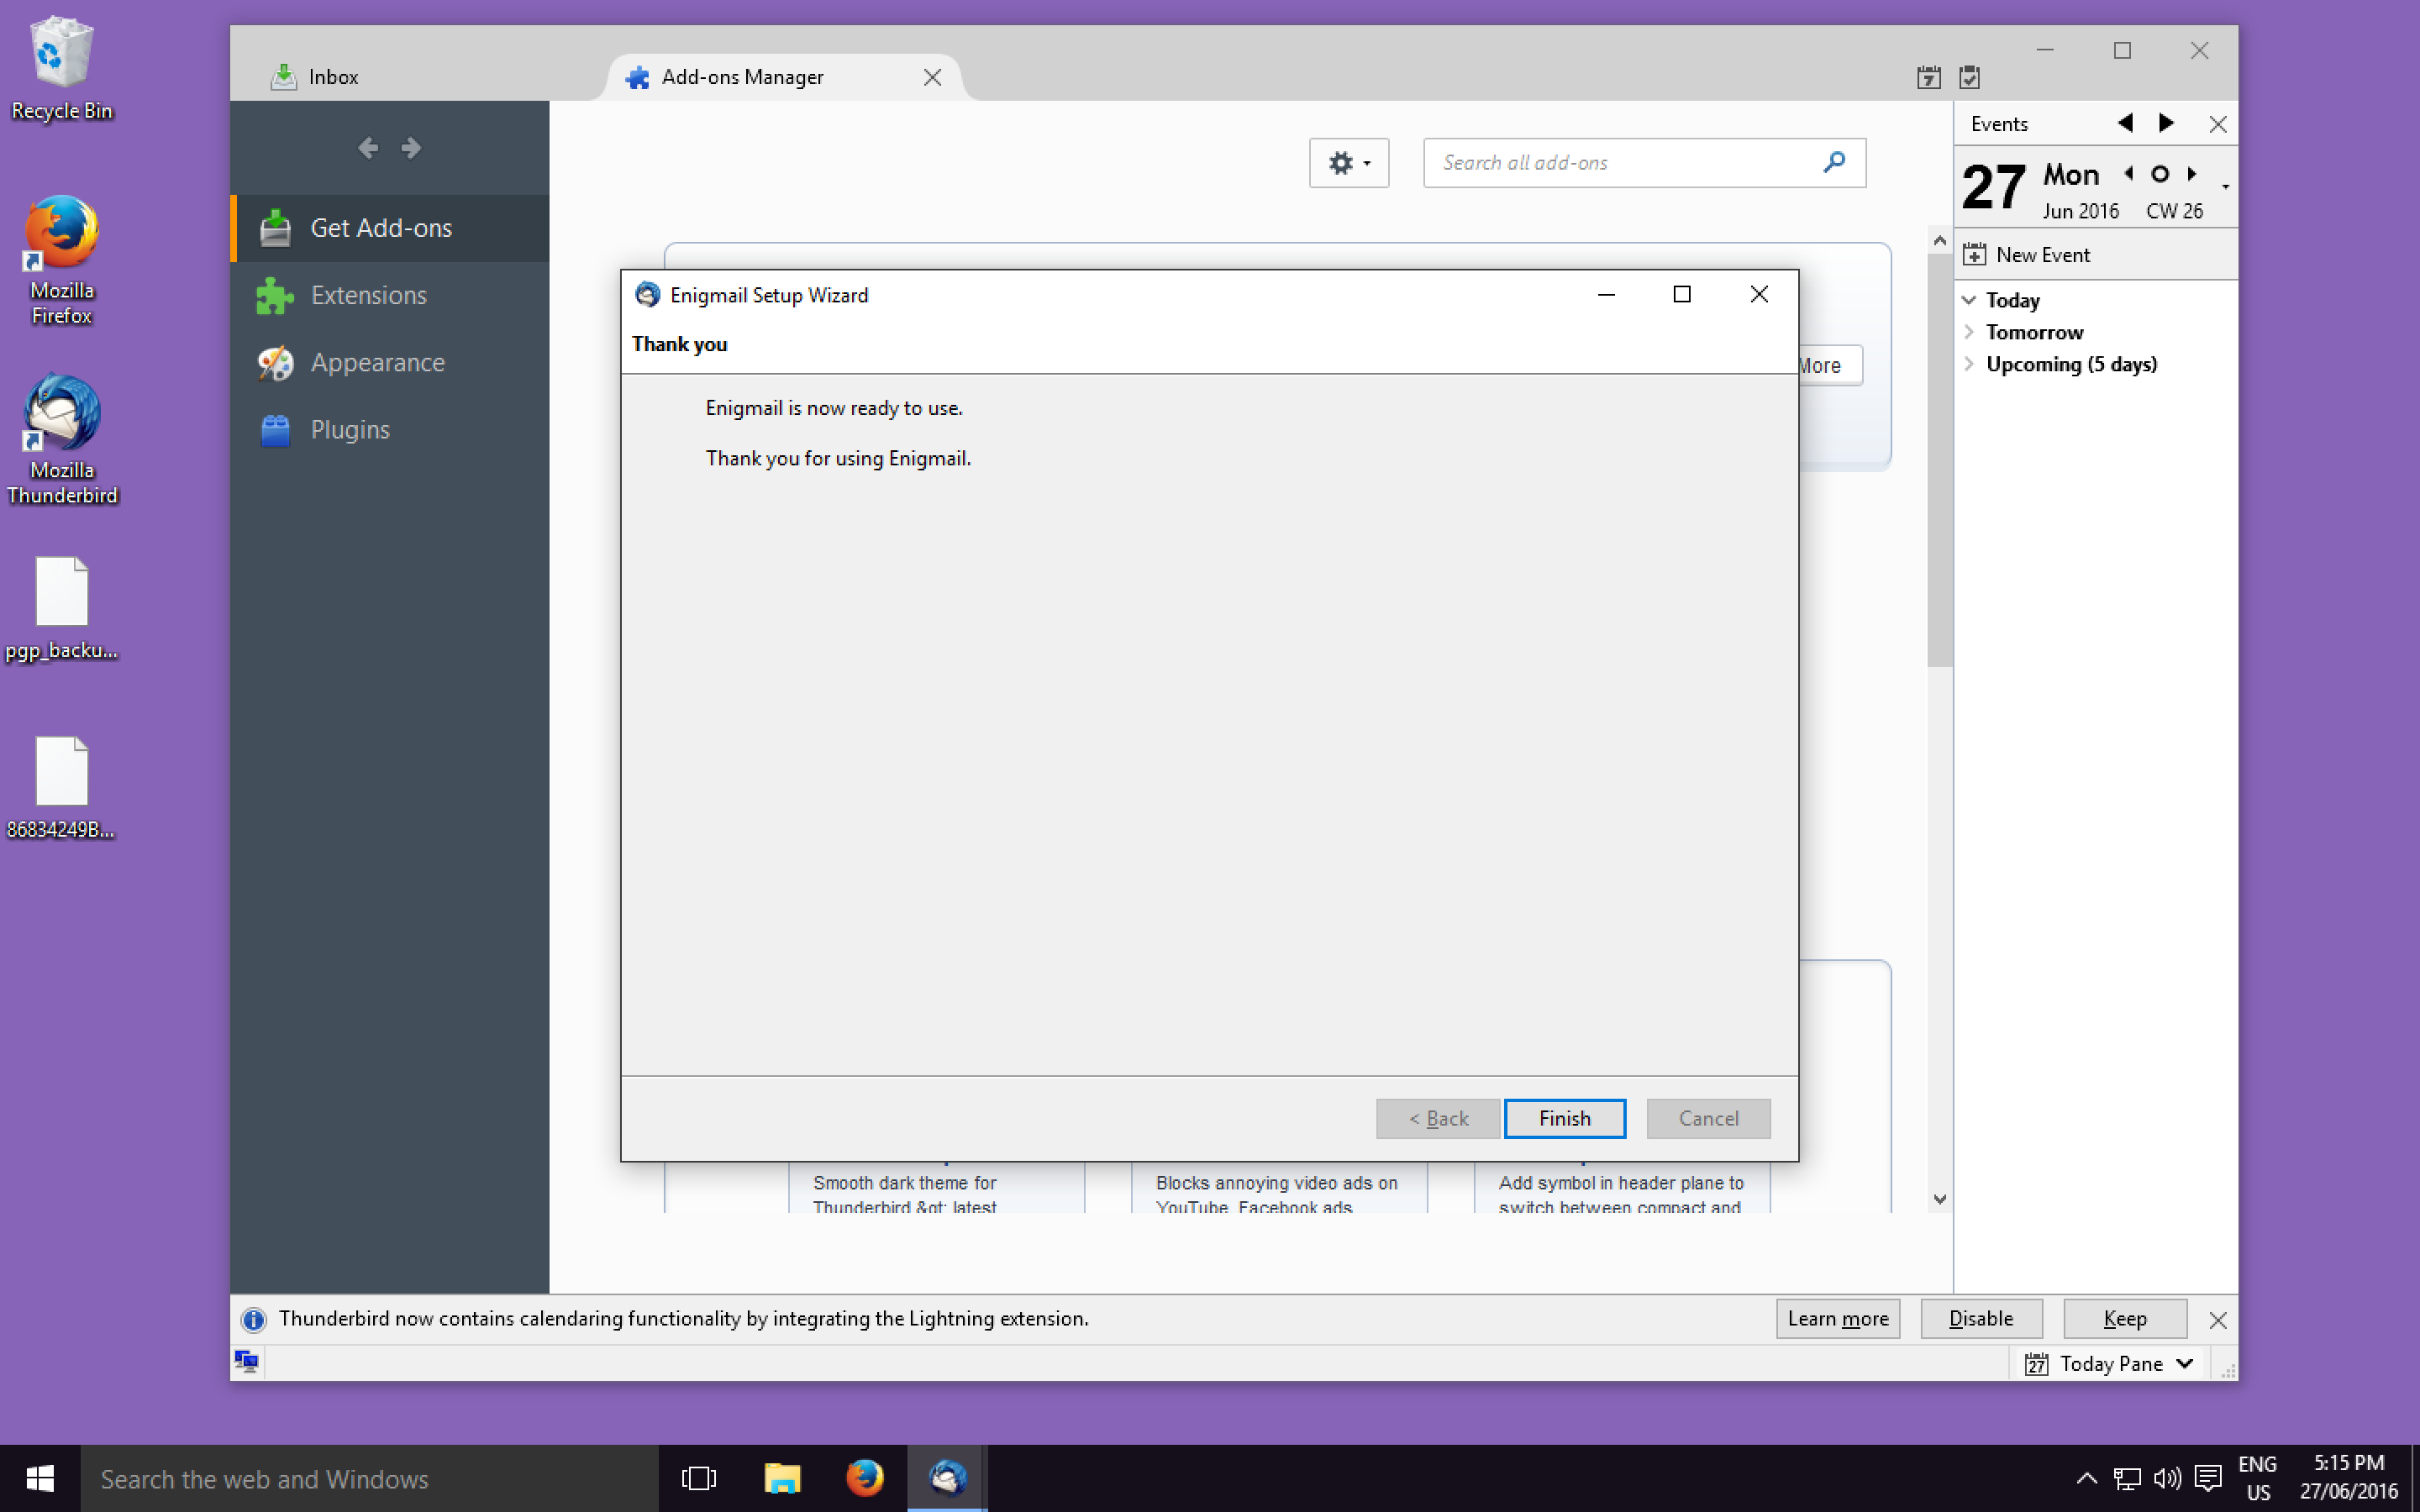 Recycle Bin
Mozilla
Firefox
Mozilla
Thunderbird
pgp_backu...
86834249B...
Inbox
Add-ons Manager
7
Get Add-ons
Extensions
Appearance
Plugins
Search all add-ons
More
Enigmail Setup Wizard
Thank you
Enigmail is now ready to use.
Thank you for using Enigmail.
< Back
Finish
Cancel
Smooth dark theme for
Thunderbird &gt; latest
Blocks annoying video ads on
YouTube, Facebook ads
Add symbol in header plane to
switch between compact and
Events
27
Mon
Jun 2016 CW 26
New Event
Today
Tomorrow
Upcoming (5 days)
Thunderbird now contains calendaring functionality by integrating the Lightning extension.
Learn more
Disable
Keep
27 Today Pane
Search the web and Windows
ENG
US
5:15 PM
27/06/2016